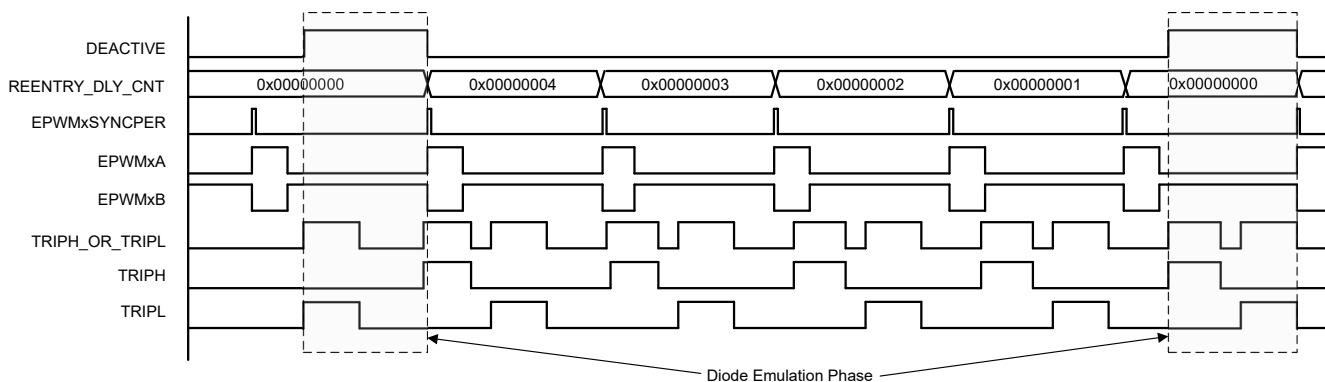 DEACTIVE
REENTRY_DLY_CNT 0x00000000 0x00000004 0x00000003 0x00000002 0x00000001 0x00000000
EPWMxSYNCPER
EPWMxA
EPWMxB
TRIPH_OR_TRIPL
TRIPH
TRIPL
Diode Emulation Phase